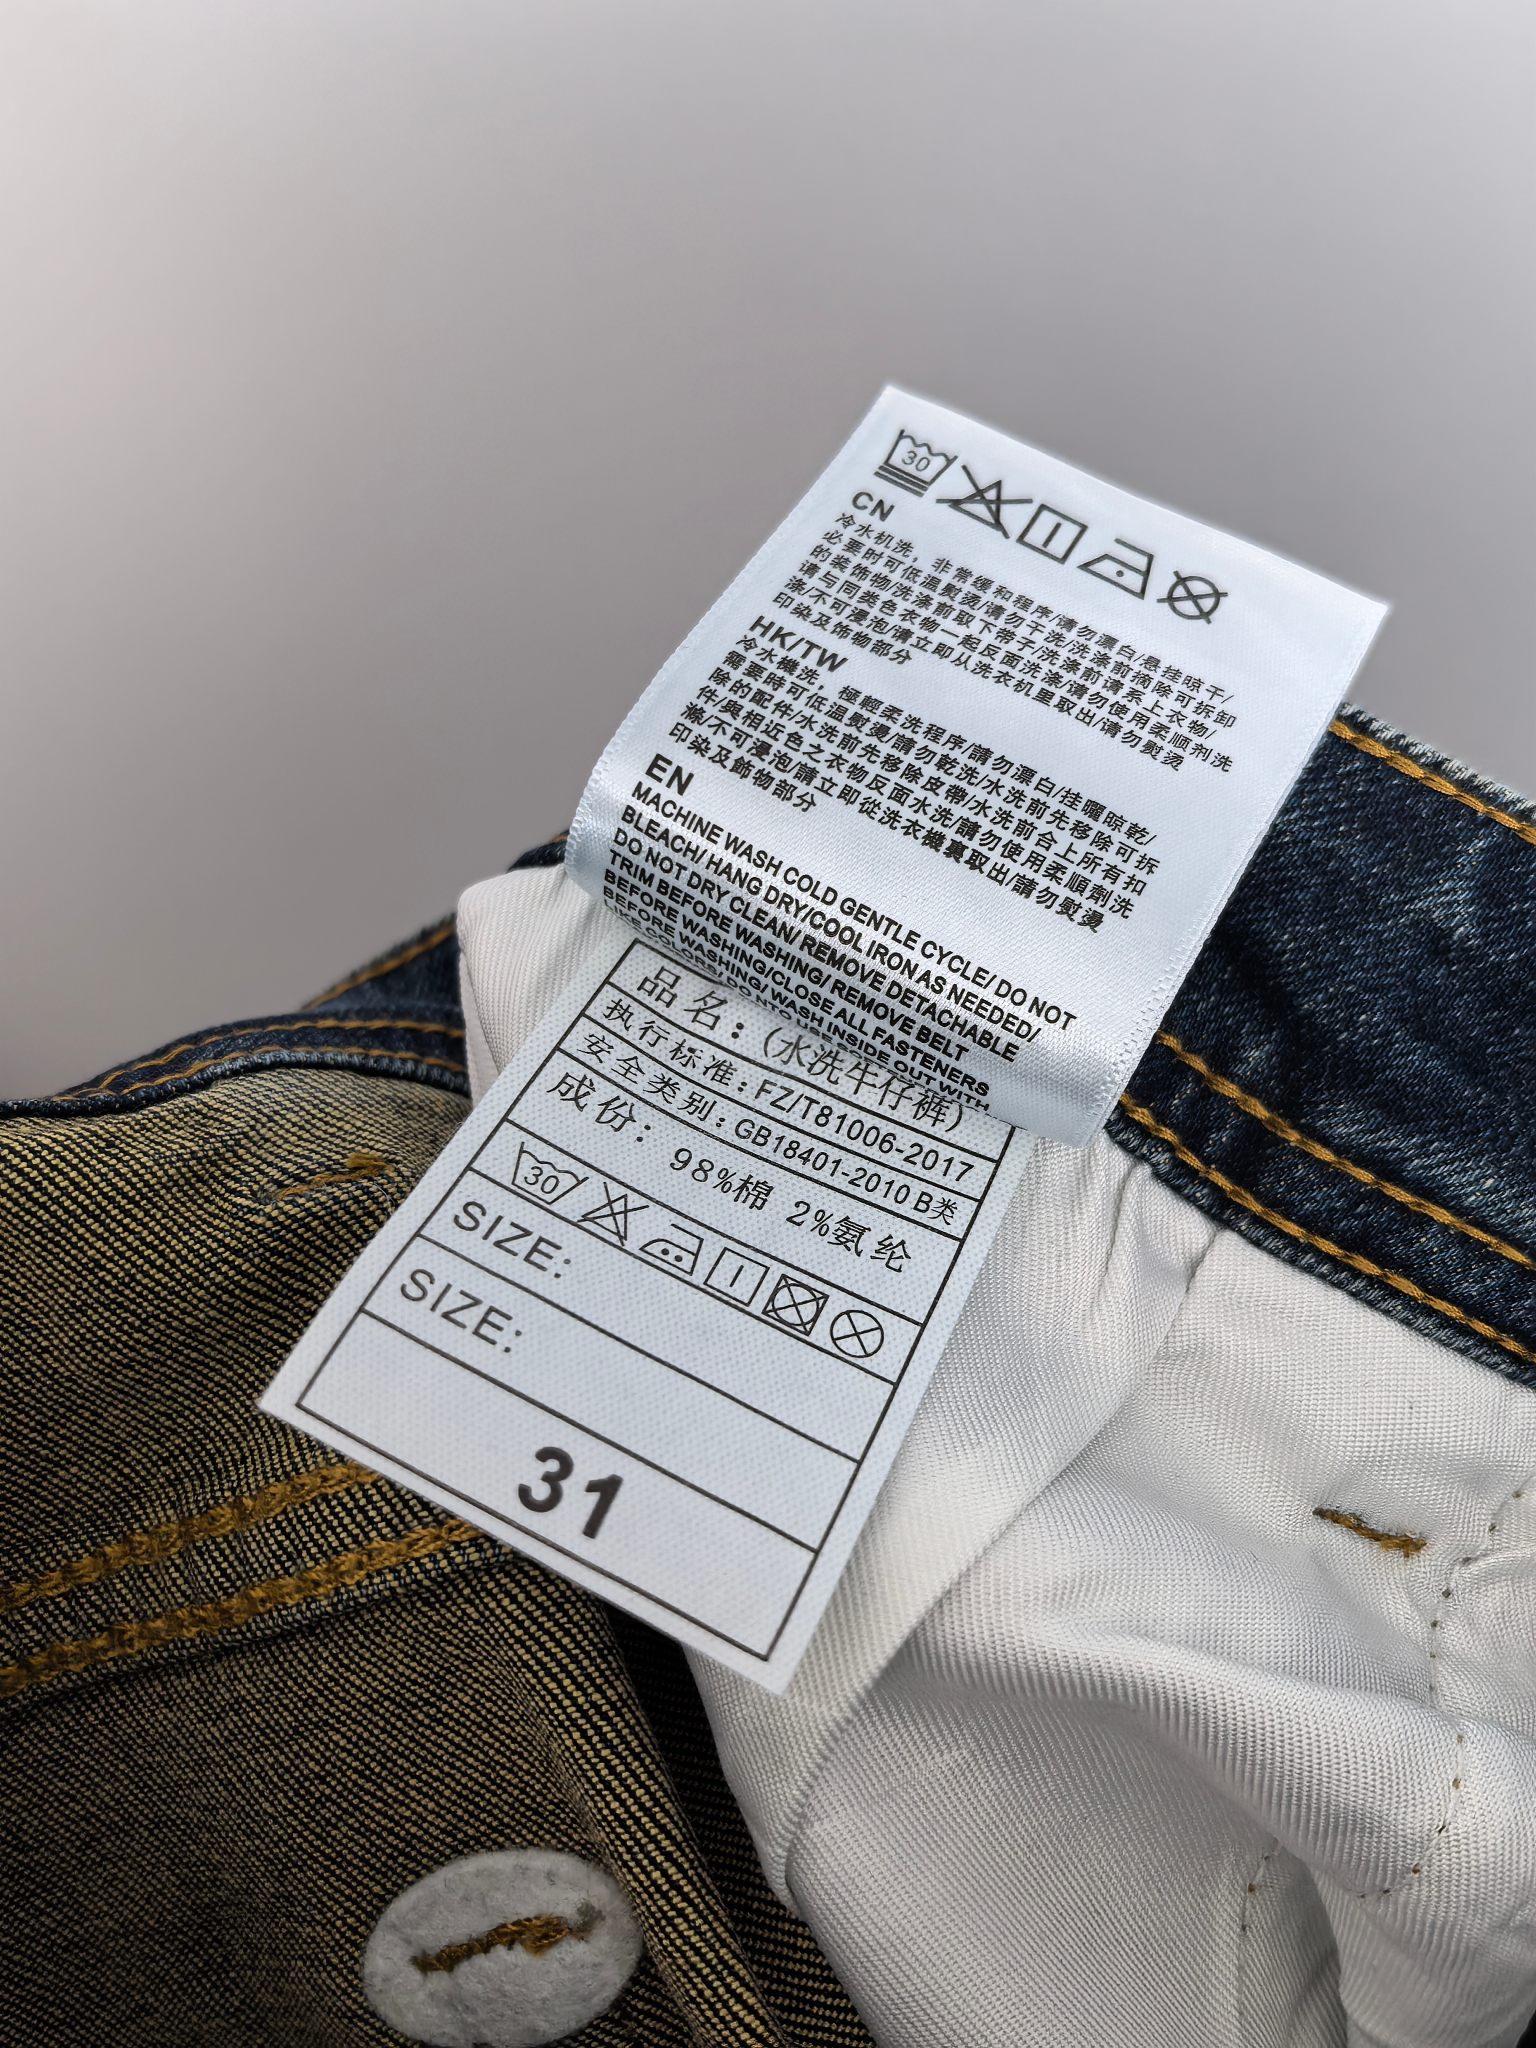 30
CN
冷水机洗，非常缓和程序/请勿漂白/悬挂晾干/
必要时可低温熨烫/请勿干洗/洗涤前摘除可拆卸
的装饰物/洗涤前取下带子/洗涤前请系上衣物/
请与同类色衣物一起反面洗涤/请勿使用柔顺剂洗
涤/不可浸泡/请立即从洗衣机里取出/请勿熨烫
印染及饰物部分
HK/TW
冷水機洗，極輕柔洗程序/請勿漂白/挂曬晾乾/
需要時可低温熨燙/請勿乾洗/水洗前先移除可拆
除的配件/水洗前先移除皮帶/水洗前合上所有扣
件/與相近色之衣物反面水洗/請勿使用柔順劑洗
滌/不可浸泡/請立即從洗衣機裏取出/請勿熨燙
印染及飾物部分
EN
MACHINE WASH COLD GENTLE CYCLE/ DO NOT
BLEACH/ HANG DRY/COOL IRON AS NEEDED/
DO NOT DRY CLEAN/ REMOVE DETACHABLE
TRIM BEFORE WASHING/ REMOVE BELT
BEFORE WASHING/CLOSE ALL FASTENERS
BEFORE WASHING/ WASH INSIDE OUT WITH
LIKE COLORS/ DO
品名：(水洗牛仔裤)
执行标准：FZ/T81006-2017
安全类别：GB18401-2010 B类
成份：98%棉 2%氨纶
30
SIZE:
SIZE:
31